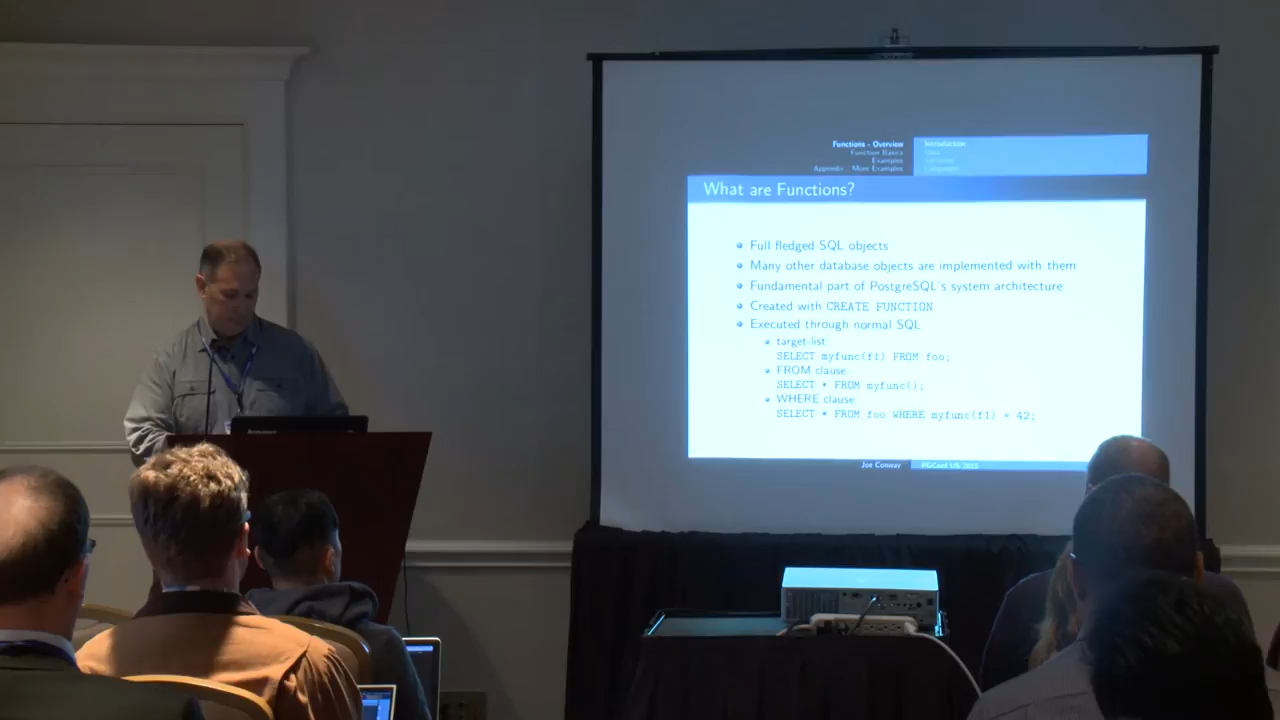 Functions - Overview
Function Basics
Examples
Appendix - More Examples
Introduction
What are Functions?
Full fledged SQL objects
Many other database objects are implemented with them
Fundamental part of PostgreSQL's system architecture
Created with CREATE FUNCTION
Executed through normal SQL
target-list:
SELECT myfunc(f1) FROM foo;
FROM clause:
SELECT * FROM myfunc();
WHERE clause:
SELECT * FROM foo WHERE myfunc(f1) = 42;
Joe Conway
PGConf US 2015
lenovo